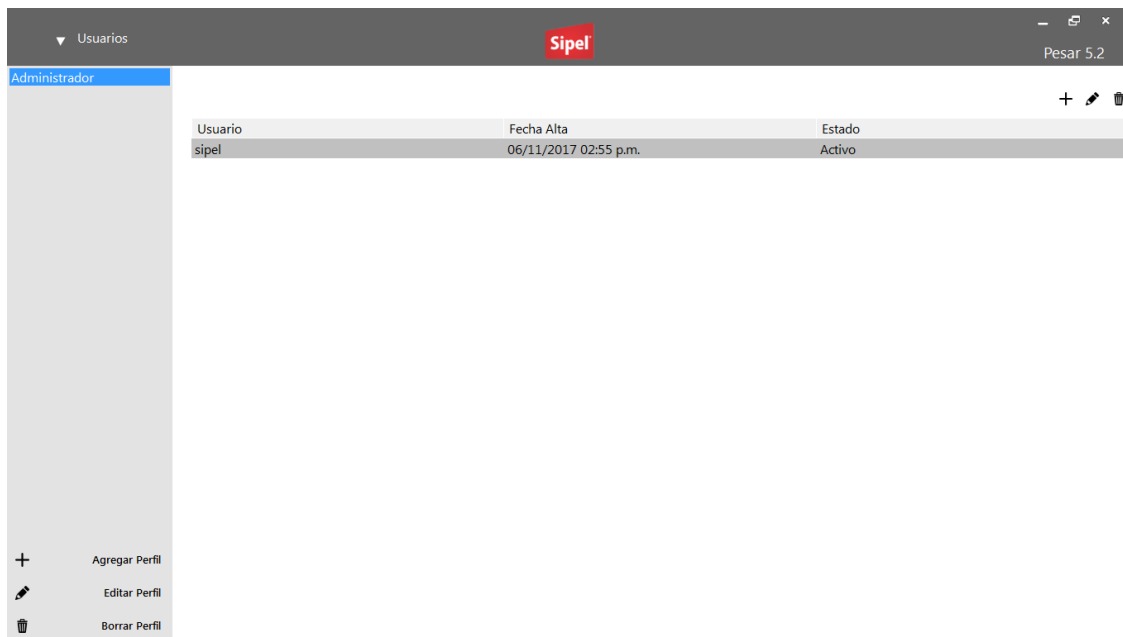 Usuarios
Sipel
Pesar 5.2
Administrador
Usuario Fecha Alta Estado
sipel 06/11/2017 02:55 p.m. Activo
Agregar Perfil
Editar Perfil
Borrar Perfil